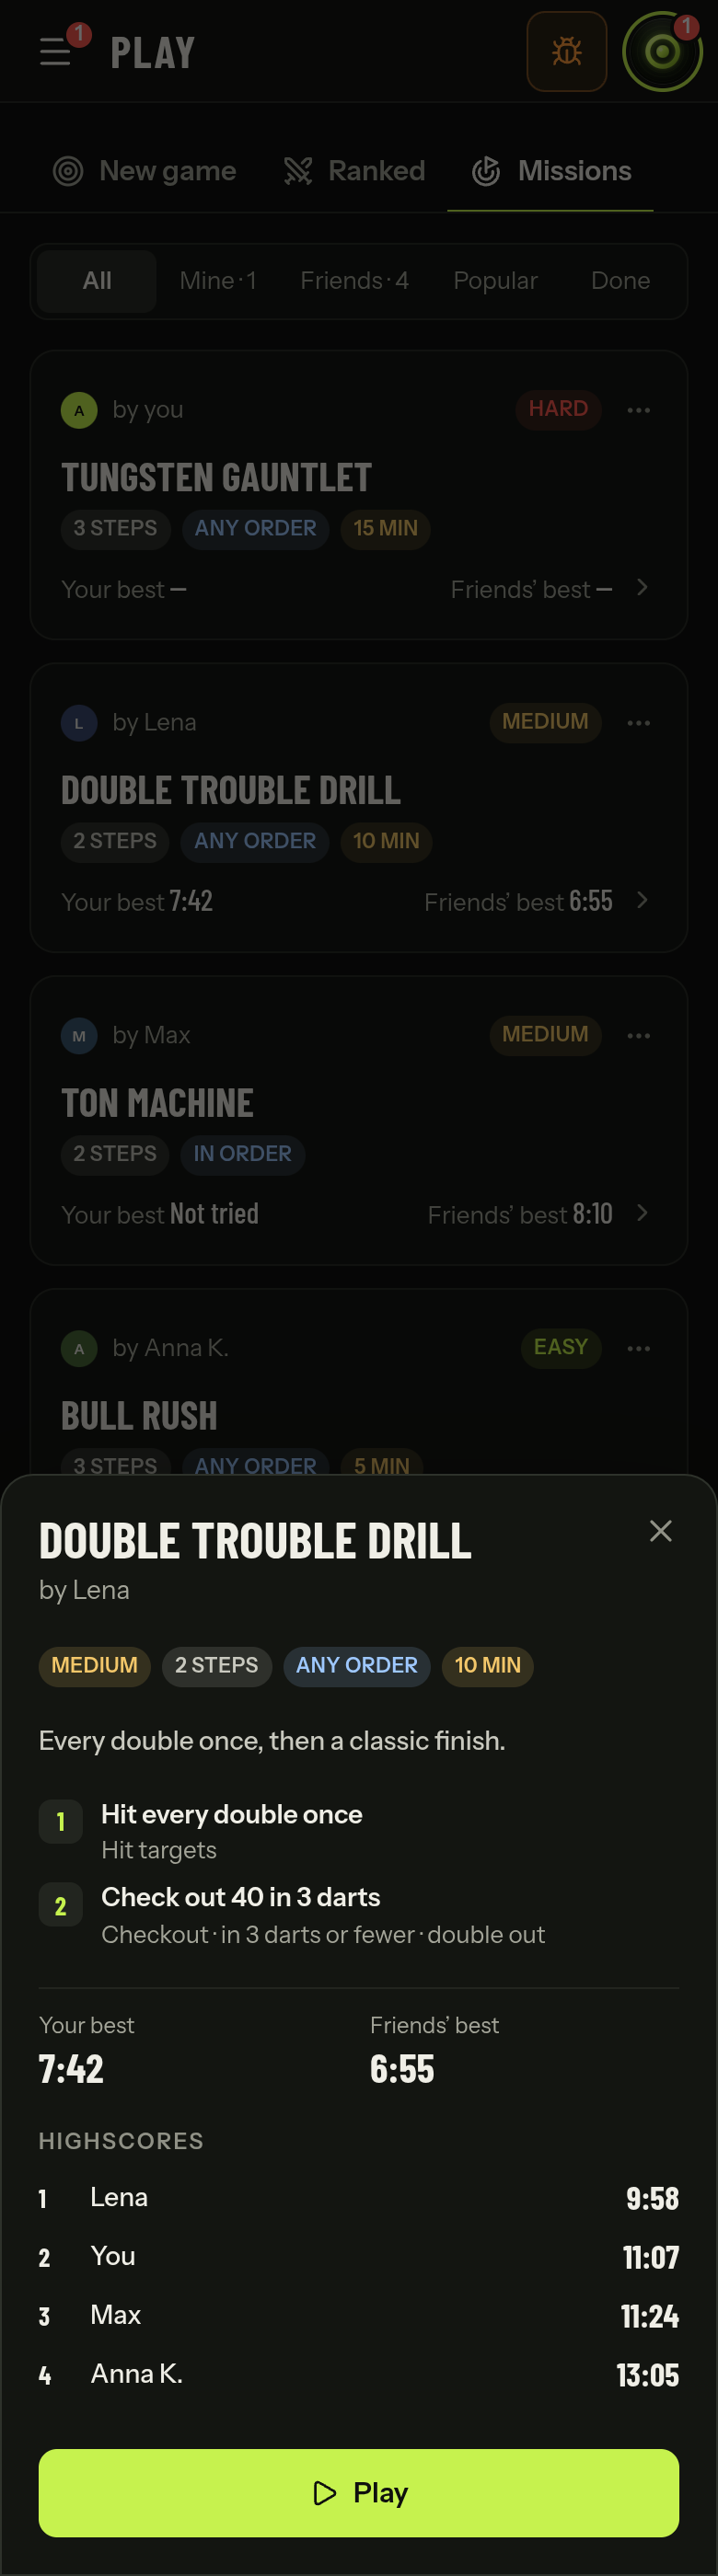 1
PLAY
1
New game
Ranked
Missions
All
Mine · 1
Friends · 4
Popular
Done
A
by you
HARD
TUNGSTEN GAUNTLET
3 STEPS
ANY ORDER
15 MIN
Your best –
Friends’ best –
L
by Lena
MEDIUM
DOUBLE TROUBLE DRILL
2 STEPS
ANY ORDER
10 MIN
Your best 7:42
Friends’ best 6:55
M
by Max
MEDIUM
TON MACHINE
2 STEPS
IN ORDER
Your best Not tried
Friends’ best 8:10
A
by Anna K.
EASY
BULL RUSH
3 STEPS
ANY ORDER
5 MIN
DOUBLE TROUBLE DRILL
by Lena
MEDIUM
2 STEPS
ANY ORDER
10 MIN
Every double once, then a classic finish.
1
Hit every double once
Hit targets
2
Check out 40 in 3 darts
Checkout · in 3 darts or fewer · double out
Your best
Friends’ best
7:42
6:55
HIGHSCORES
1 Lena 9:58
2 You 11:07
3 Max 11:24
4 Anna K. 13:05
Play